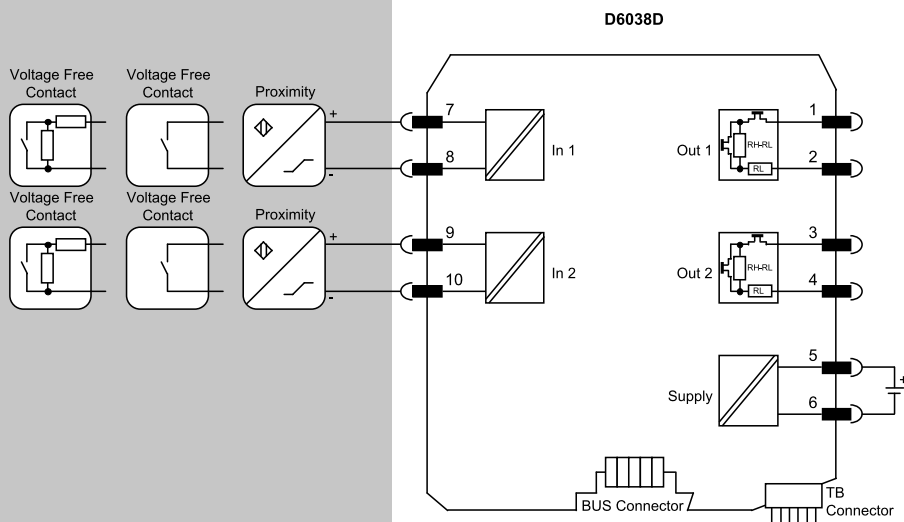 D6038D
Voltage Free
Contact
Voltage Free
Contact
Proximity
+
-
7
8
In 1
Out 1
RH-RL
RL
1
2
Voltage Free
Contact
Voltage Free
Contact
Proximity
+
-
9
10
In 2
Out 2
RH-RL
RL
3
4
Supply
5
6
+
BUS Connector
TB
Connector